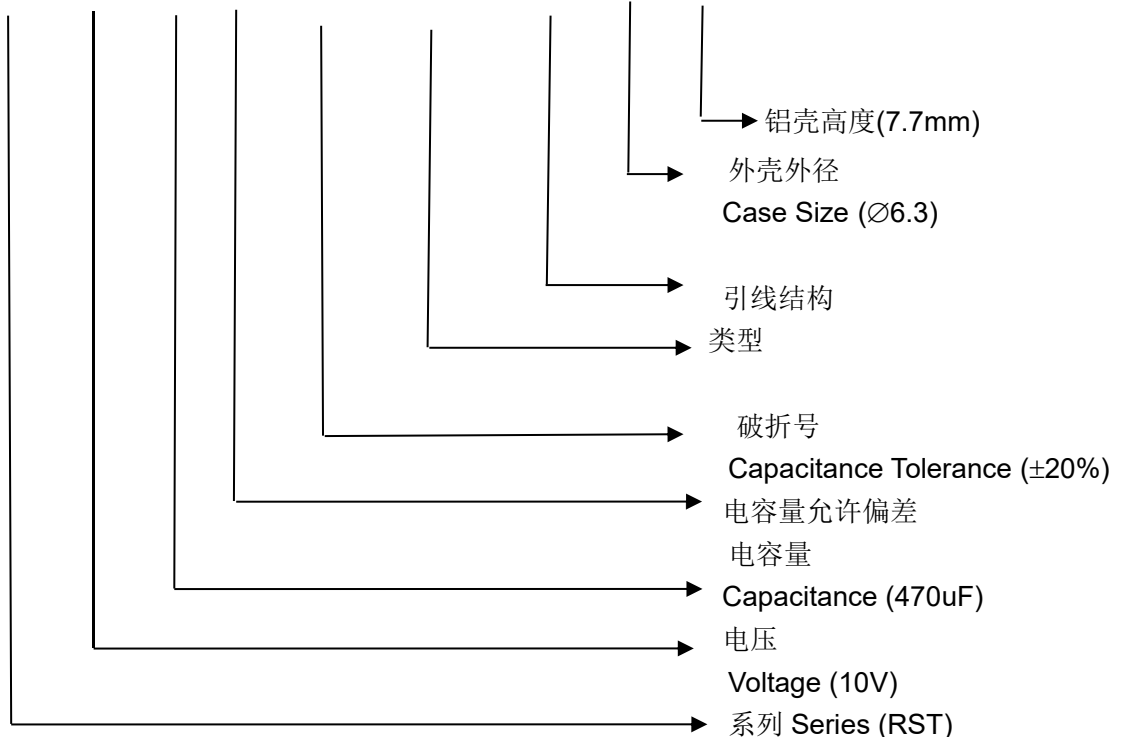 铝壳高度(7.7mm)
外壳外径
Case Size (∅6.3)
引线结构
类型
破折号
Capacitance Tolerance (±20%)
电容量允许偏差
电容量
Capacitance (470uF)
电压
Voltage (10V)
系列 Series (RST)